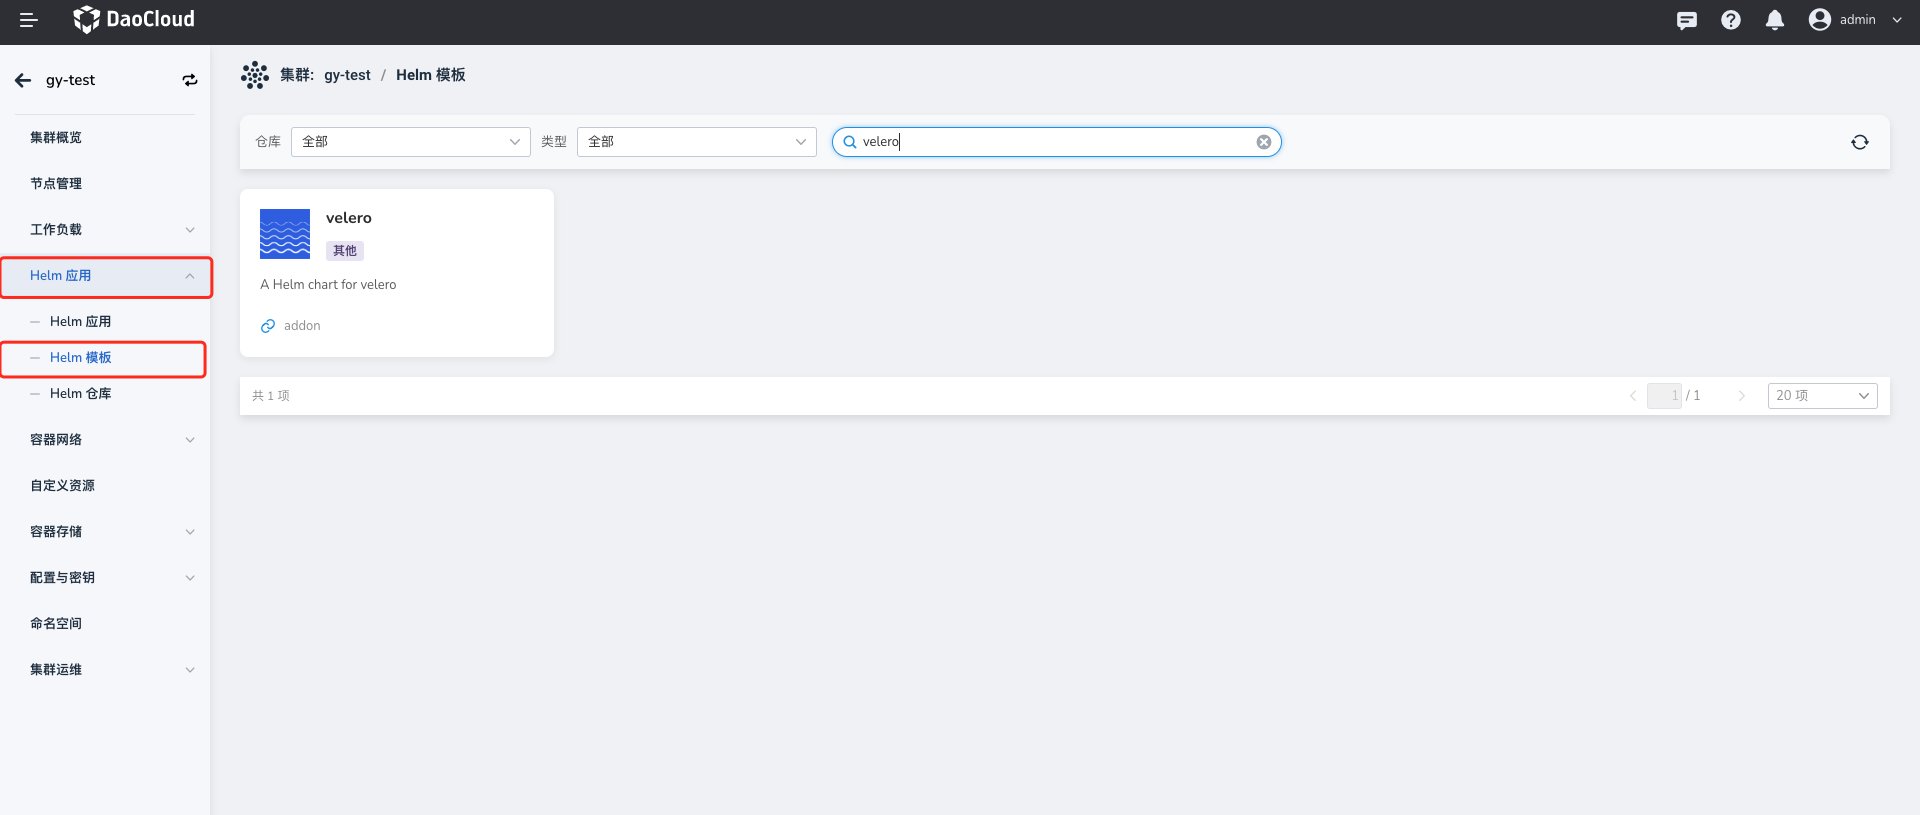 DaoCloud
admin
gy-test
集群概览
节点管理
工作负载
Helm 应用
Helm 应用
Helm 模板
Helm 仓库
容器网络
自定义资源
容器存储
配置与密钥
命名空间
集群运维
集群: gy-test / Helm 模板
仓库 全部 类型 全部 velero
velero
其他
A Helm chart for velero
addon
共 1 项
1 / 1
20 项